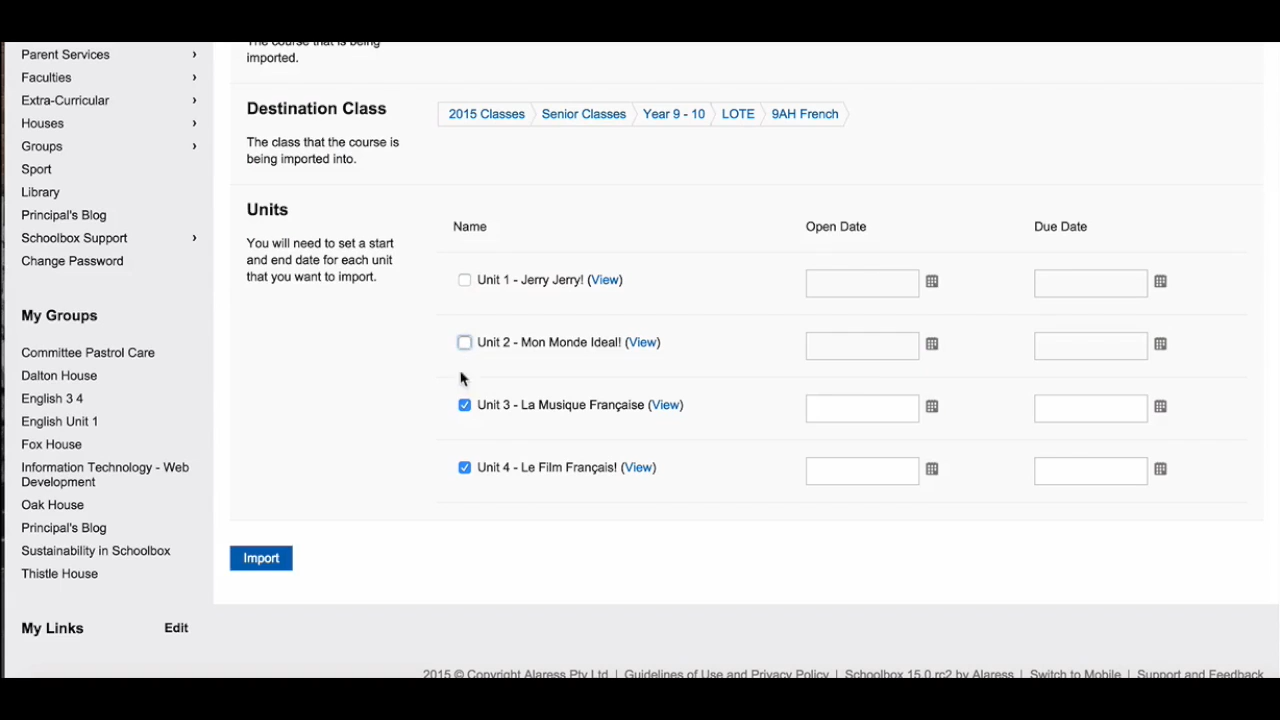 Parent Services
Faculties
Extra-Curricular
Houses
Groups
Sport
Library
Principal's Blog
Schoolbox Support
Change Password
My Groups
Committee Pastrol Care
Dalton House
English 3 4
English Unit 1
Fox House
Information Technology - Web
Development
Oak House
Principal's Blog
Sustainability in Schoolbox
Thistle House
My Links Edit
The course that is being
imported.
Destination Class
The class that the course is
being imported into.
2015 Classes Senior Classes Year 9 - 10 LOTE 9AH French
Units
You will need to set a start
and end date for each unit
that you want to import.
Name Open Date Due Date
Unit 1 - Jerry Jerry! (View)
Unit 2 - Mon Monde Ideal! (View)
Unit 3 - La Musique Française (View)
Unit 4 - Le Film Français! (View)
Import
2015 © Copyright Alaress Pty Ltd | Guidelines of Use and Privacy Policy | Schoolbox 15.0 rc2 by Alaress | Switch to Mobile | Support and Feedback